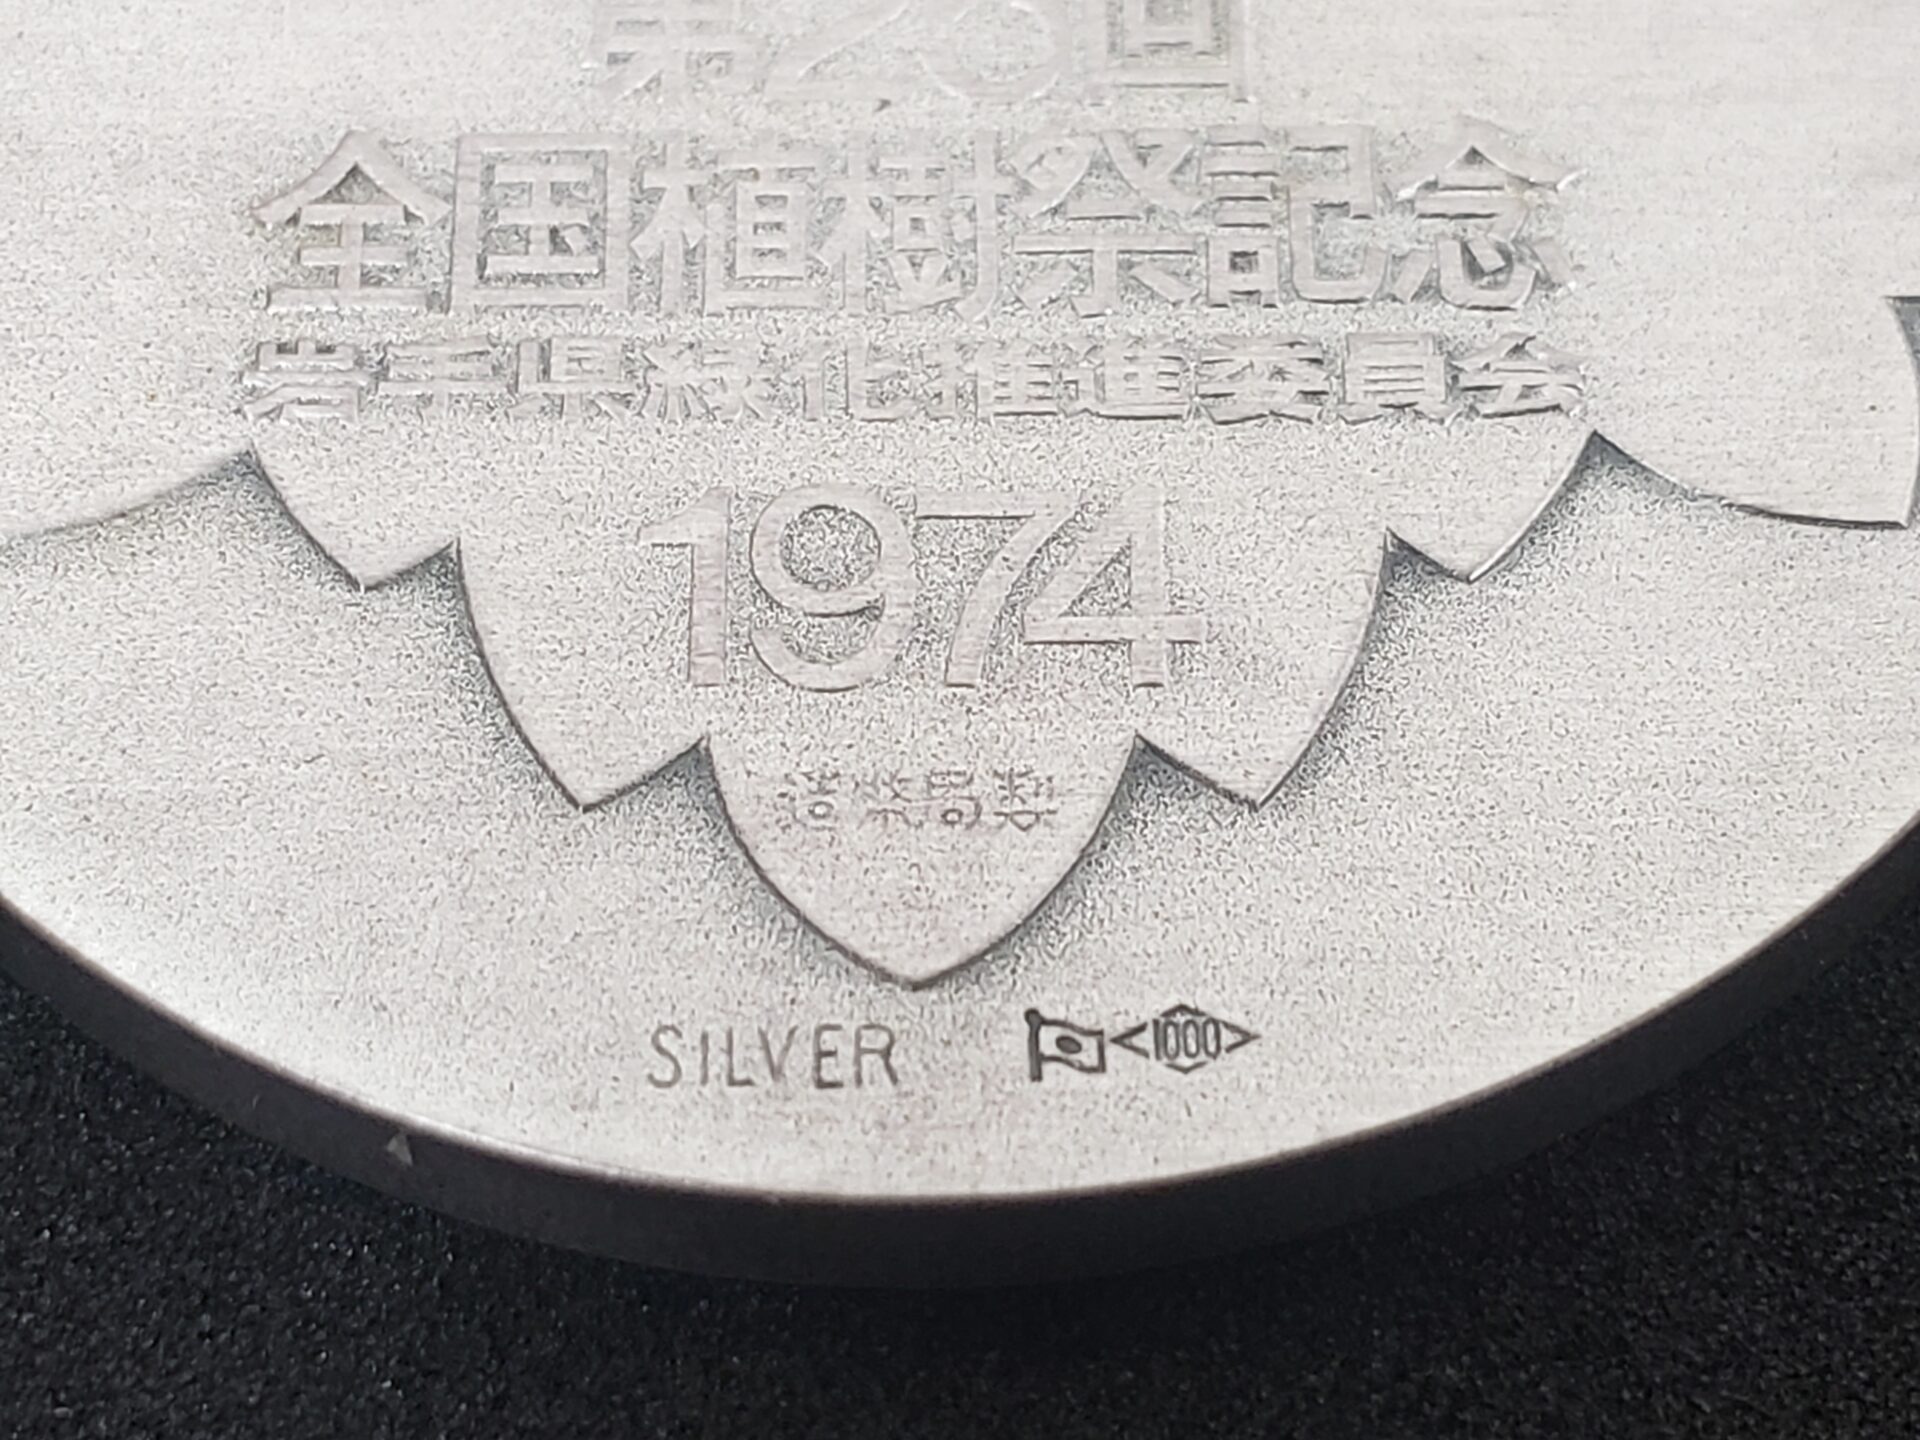 第25回
全国植樹祭記念
岩手県緑化推進委員会
1974
造幣局製
SILVER <1000>